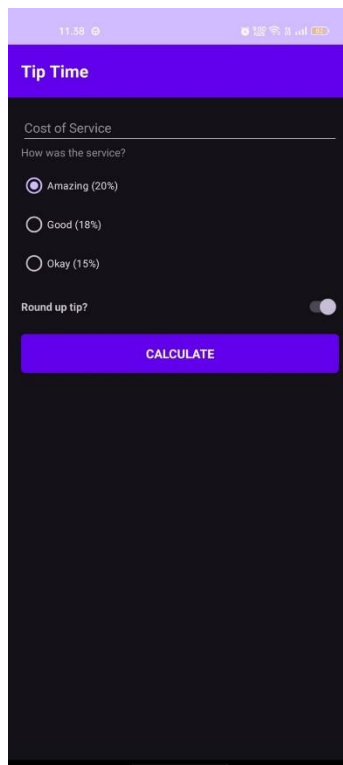 11.38
Tip Time
Cost of Service
How was the service?
Amazing (20%)
Good (18%)
Okay (15%)
Round up tip?
CALCULATE